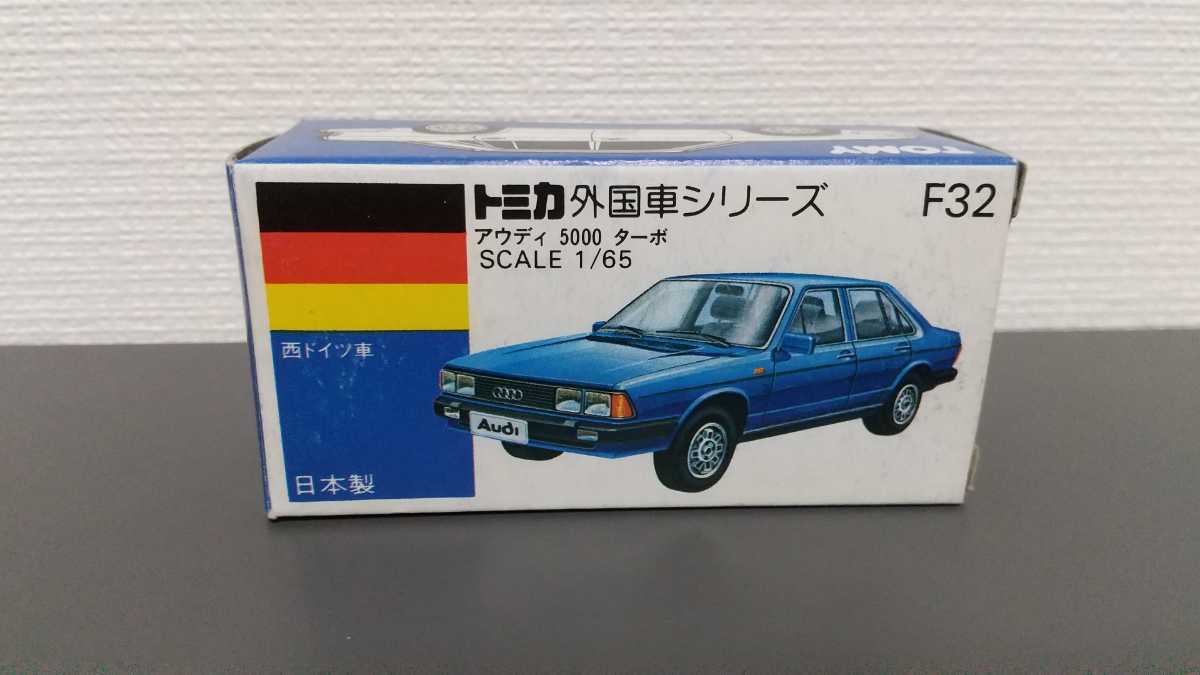 TOMY
トミカ外国車シリーズ F32
アウディ 5000 ターボ
SCALE 1/65
西ドイツ車
Audi
日本製